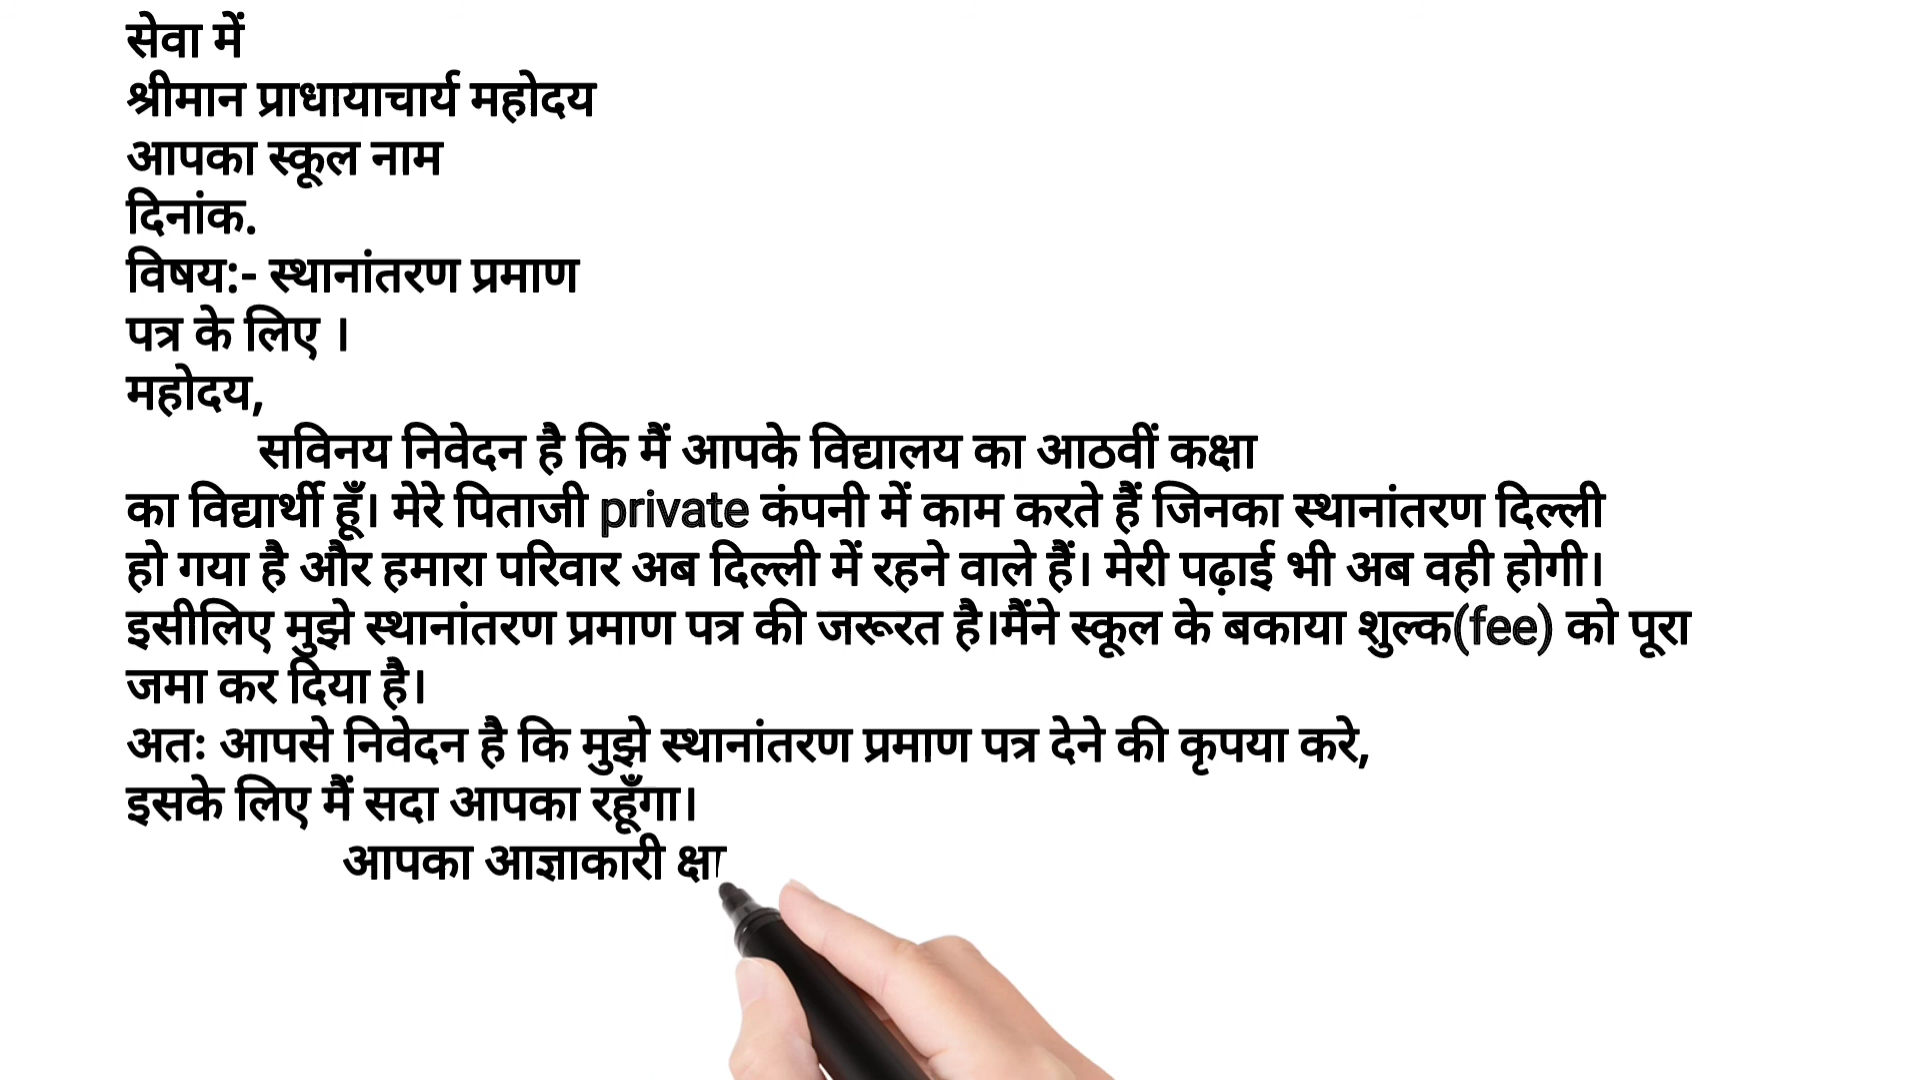 सेवा में
श्रीमान प्राधायाचार्य महोदय
आपका स्कूल नाम
दिनांक.
विषय:- स्थानांतरण प्रमाण
पत्र के लिए ।
महोदय,
सविनय निवेदन है कि मैं आपके विद्यालय का आठवीं कक्षा
का विद्यार्थी हूँ। मेरे पिताजी private कंपनी में काम करते हैं जिनका स्थानांतरण दिल्ली
हो गया है और हमारा परिवार अब दिल्ली में रहने वाले हैं। मेरी पढ़ाई भी अब वही होगी।
इसीलिए मुझे स्थानांतरण प्रमाण पत्र की जरूरत है।मैंने स्कूल के बकाया शुल्क(fee) को पूरा
जमा कर दिया है।
अतः आपसे निवेदन है कि मुझे स्थानांतरण प्रमाण पत्र देने की कृपया करे,
इसके लिए मैं सदा आपका रहूँगा।
आपका आज्ञाकारी क्षा